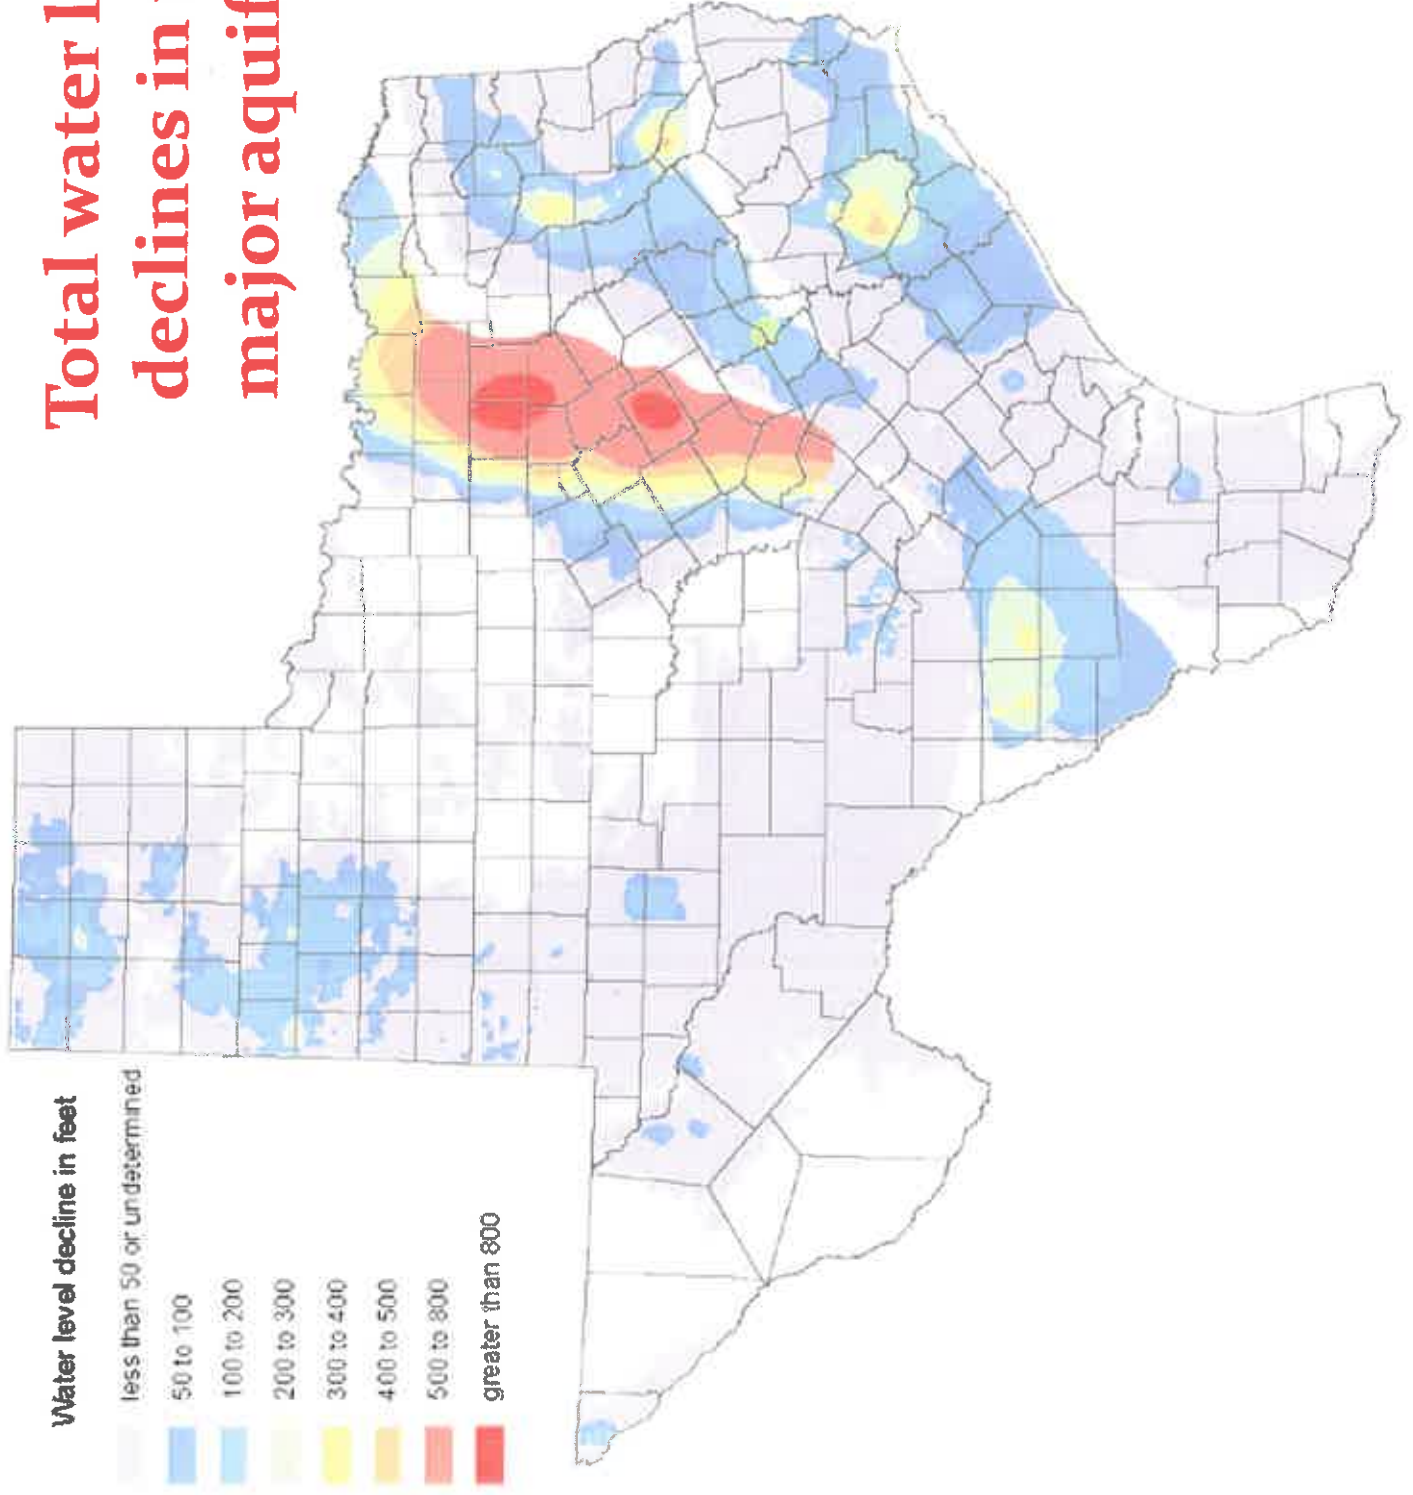 Total water
declines in
major aquif
Water level decline in feet
less than 50 or undetermined
50 to 100
100 to 200
200 to 300
300 to 400
400 to 500
500 to 800
greater than 800